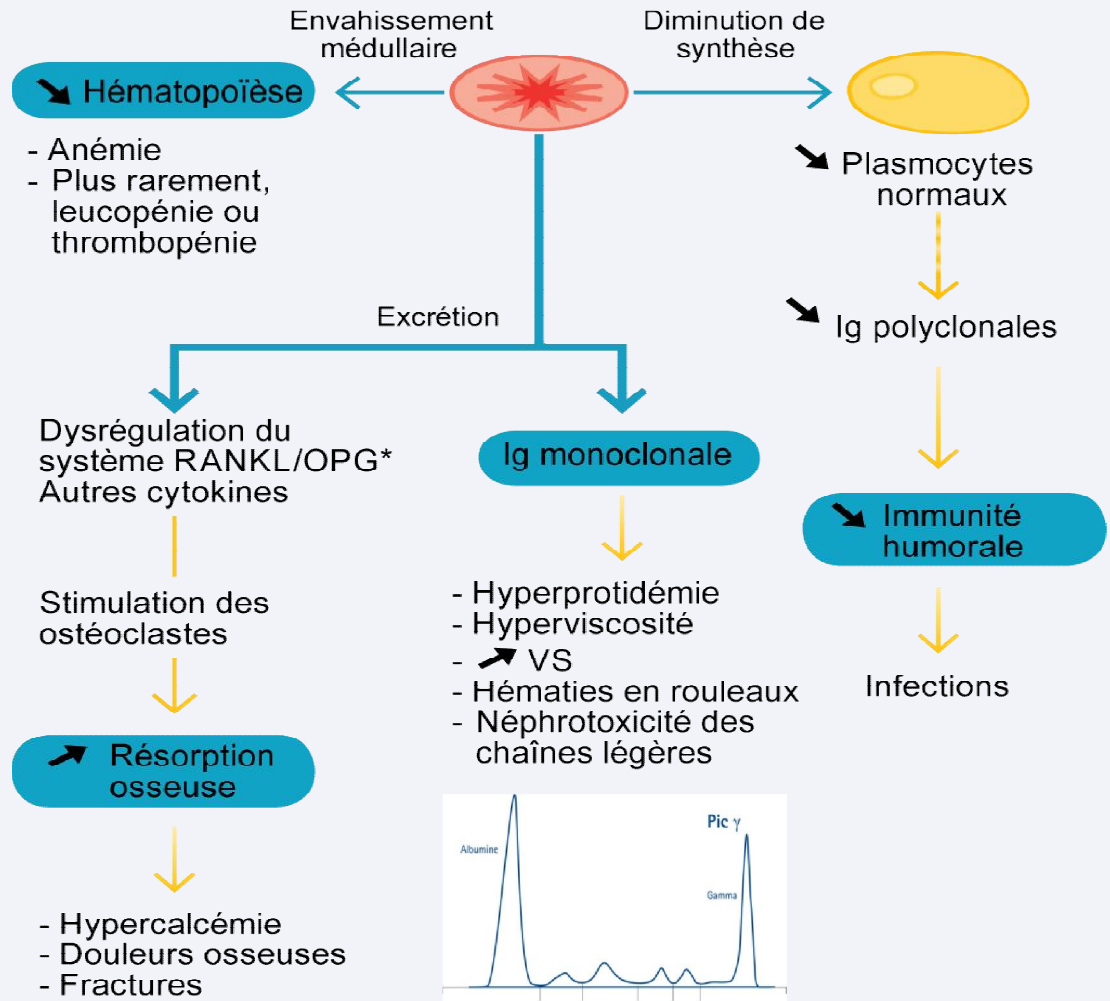 Envahissement
médullaire
Diminution de
synthèse
➘ Hématopoïèse
- Anémie
- Plus rarement,
leucopénie ou
thrombopénie
➘ Plasmocytes
normaux
➘ Ig polyclonales
Excrétion
Dysrégulation du
système RANKL/OPG*
Autres cytokines
Ig monoclonale
➘ Immunité
humorale
Stimulation des
ostéoclastes
- Hyperprotidémie
- Hyperviscosité
- ➚ VS
- Hématies en rouleaux
- Néphrotoxicité des
chaînes légères
Infections
➚ Résorption
osseuse
- Hypercalcémie
- Douleurs osseuses
- Fractures
Albumine
Pic γ
Gamma